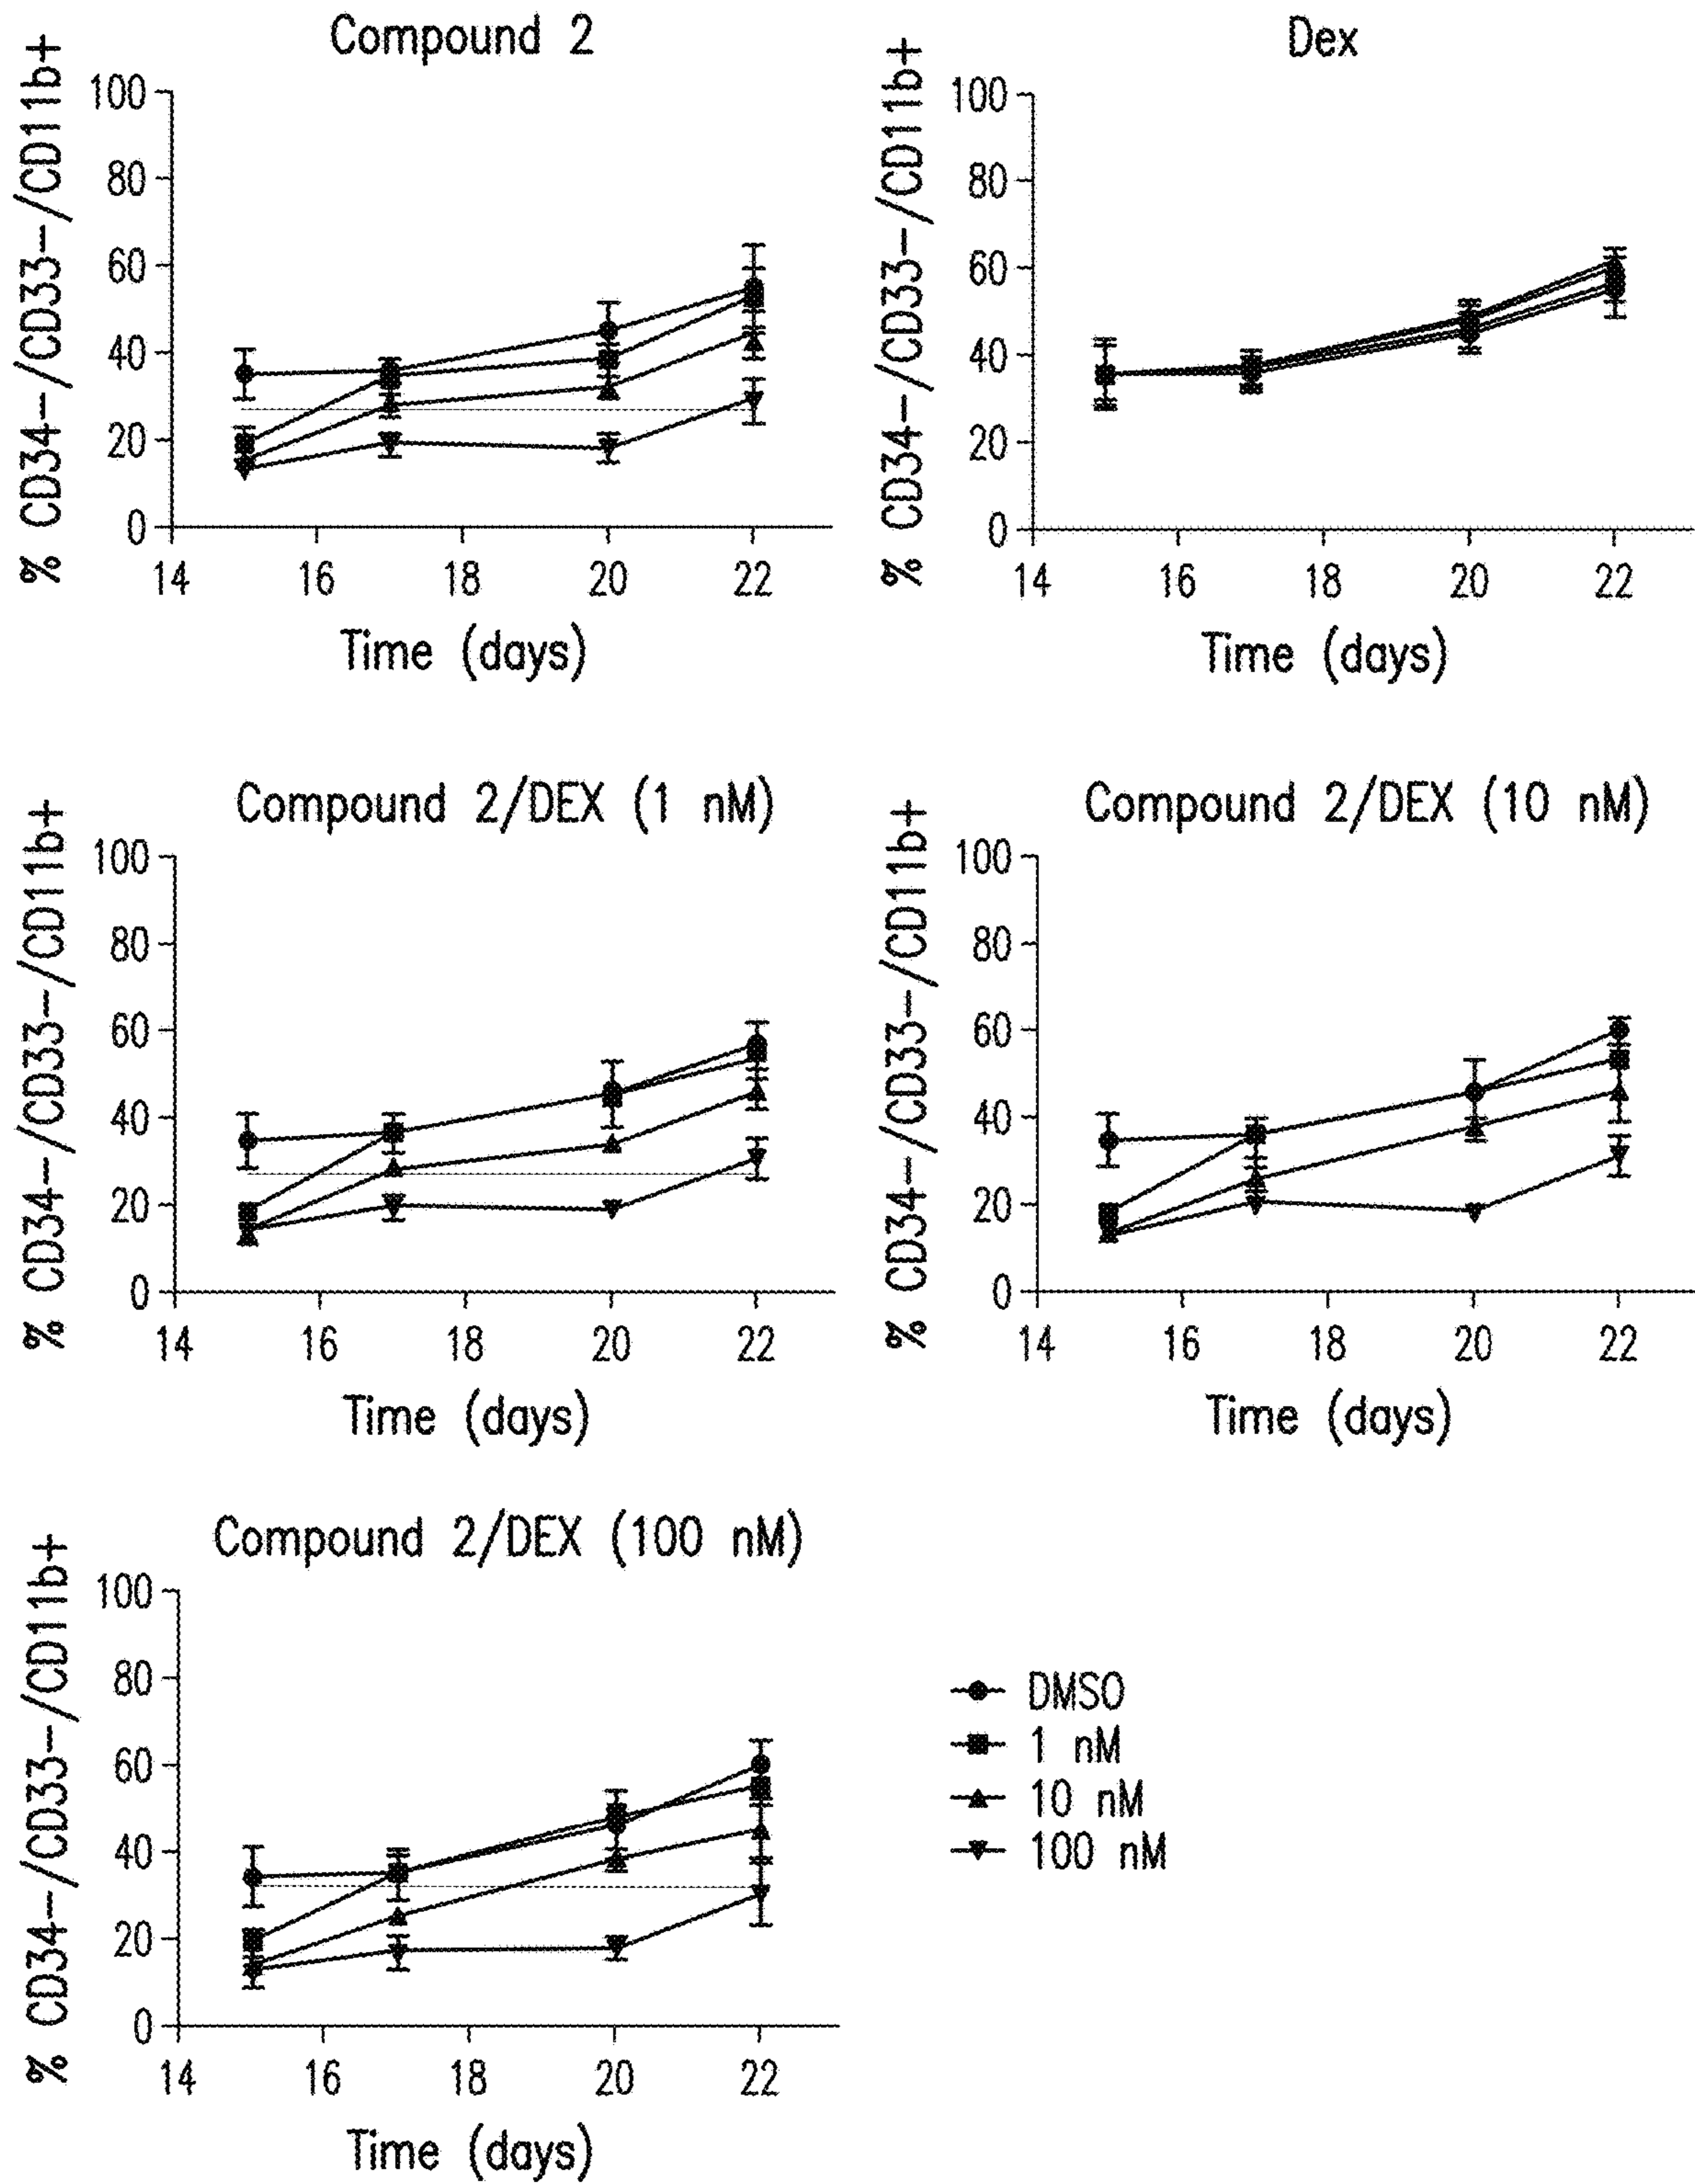 Compound 2
% CD34-/CD33-/CD11b+
100
80
60
40
20
0
14 16 18 20 22
Time (days)
Dex
% CD34-/CD33-/CD11b+
100
80
60
40
20
0
14 16 18 20 22
Time (days)
Compound 2/DEX (1 nM)
% CD34-/CD33-/CD11b+
100
80
60
40
20
0
14 16 18 20 22
Time (days)
Compound 2/DEX (10 nM)
% CD34-/CD33-/CD11b+
100
80
60
40
20
0
14 16 18 20 22
Time (days)
Compound 2/DEX (100 nM)
% CD34-/CD33-/CD11b+
100
80
60
40
20
0
14 16 18 20 22
Time (days)
DMSO
1 nM
10 nM
100 nM